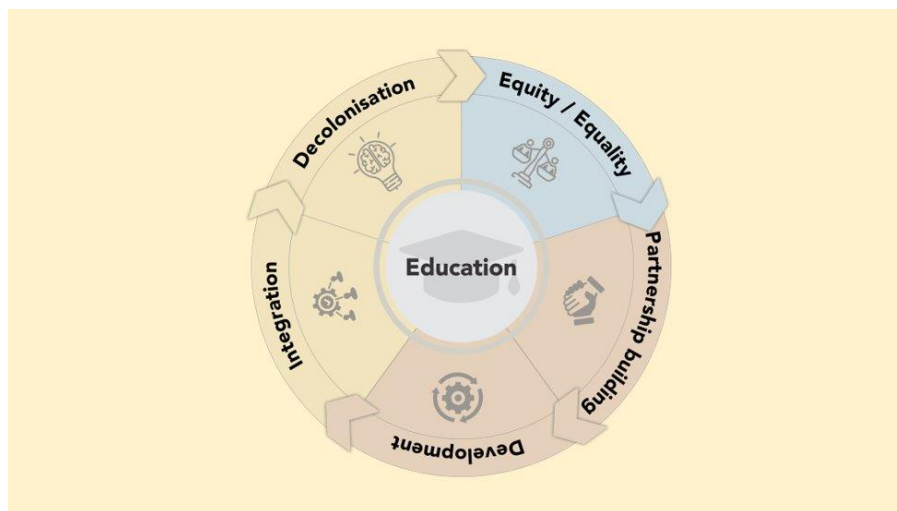 Equity / Equality
Partnership building
Development
Integration
Decolonisation
Education